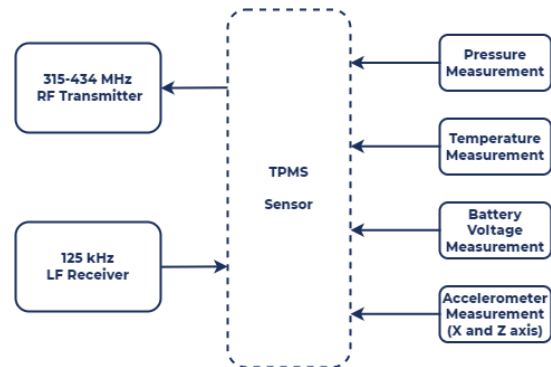 315-434 MHz
RF Transmitter
125 kHz
LF Receiver
TPMS
Sensor
Pressure
Measurement
Temperature
Measurement
Battery
Voltage
Measurement
Accelerometer
Measurement
(X and Z axis)